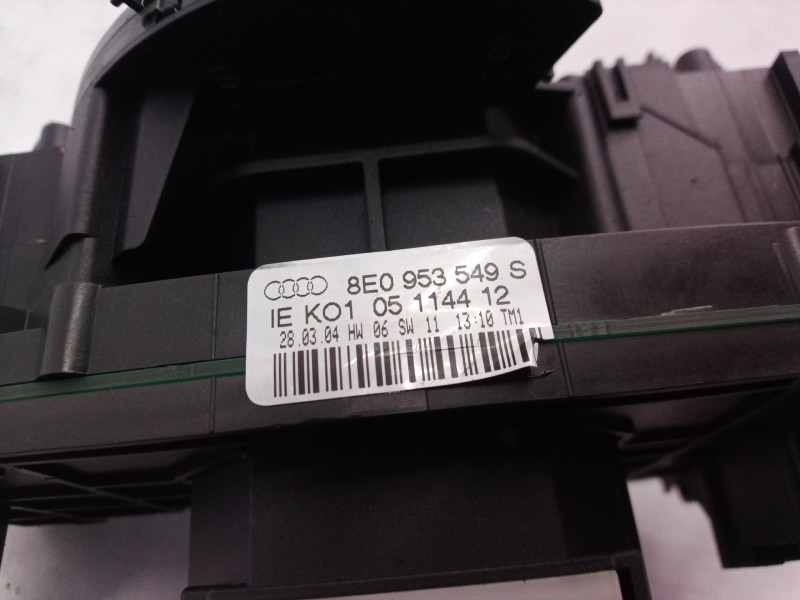 8E0 953 549 S
IE KO1 05 1144 12
28.03.04 HW 06 SW 11 13:10 TM1